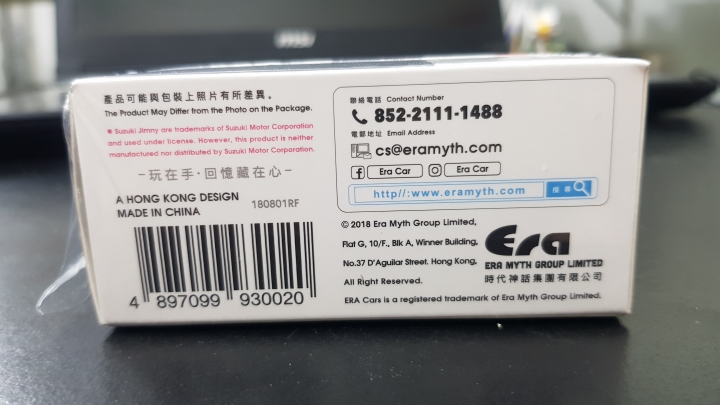 產品可能與包裝上照片有所差異。
The Product May Differ from the Photo on the Package.
* Suzuki Jimny are trademarks of Suzuki Motor Corporation
and used under license. However, this product is neither
manufactured nor distributed by Suzuki Motor Corporation.
–玩在手·回憶藏在心–
A HONG KONG DESIGN
MADE IN CHINA
180801RF
4 897099 930020
聯絡電話 Contact Number
852-2111-1488
電郵地址 Email Address
cs@eramyth.com
f Era Car Era Car
http//:www.eramyth.com 搜尋
© 2018 Era Myth Group Limited,
Flat G, 10/F., Blk A, Winner Building,
No.37 D'Aguilar Street. Hong Kong,
All Right Reserved.
Era
ERA MYTH GROUP LIMITED
時代神話集團有限公司
ERA Cars is a registered trademark of Era Myth Group Limited.
msi